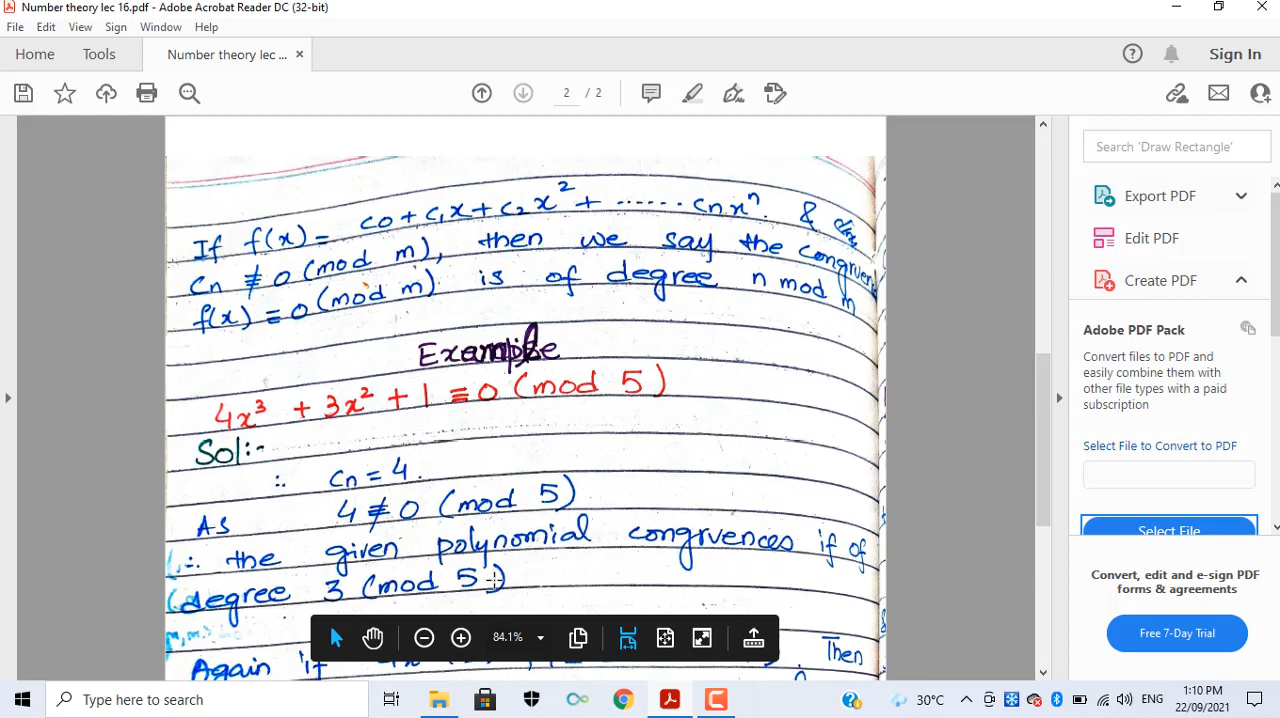 Number theory lec 16.pdf - Adobe Acrobat Reader DC (32-bit)
File Edit View Sign Window Help
Home Tools Number theory lec ... × Sign In
2 / 2
Search 'Draw Rectangle'
Export PDF
Edit PDF
Create PDF
Adobe PDF Pack
Convert files to PDF and
easily combine them with
other file types with a paid
subscription
Select File to Convert to PDF
Select File
Convert, edit and e-sign PDF
forms & agreements
Free 7-Day Trial
If f(x) = c0 + c1x + c2x² + ....... cnxⁿ. &
cn ≢ 0 (mod m), then we say the congruen
f(x) ≡ 0 (mod m) is of degree n mod m
Example
4x³ + 3x² + 1 ≡ 0 (mod 5)
Sol:-
∵ cn = 4.
As 4 ≢ 0 (mod 5)
∴ the given polynomial congruences if of
degree 3 (mod 5)
Again if Then
84.1%
Type here to search
30°C ENG 1:10 PM
22/09/2021